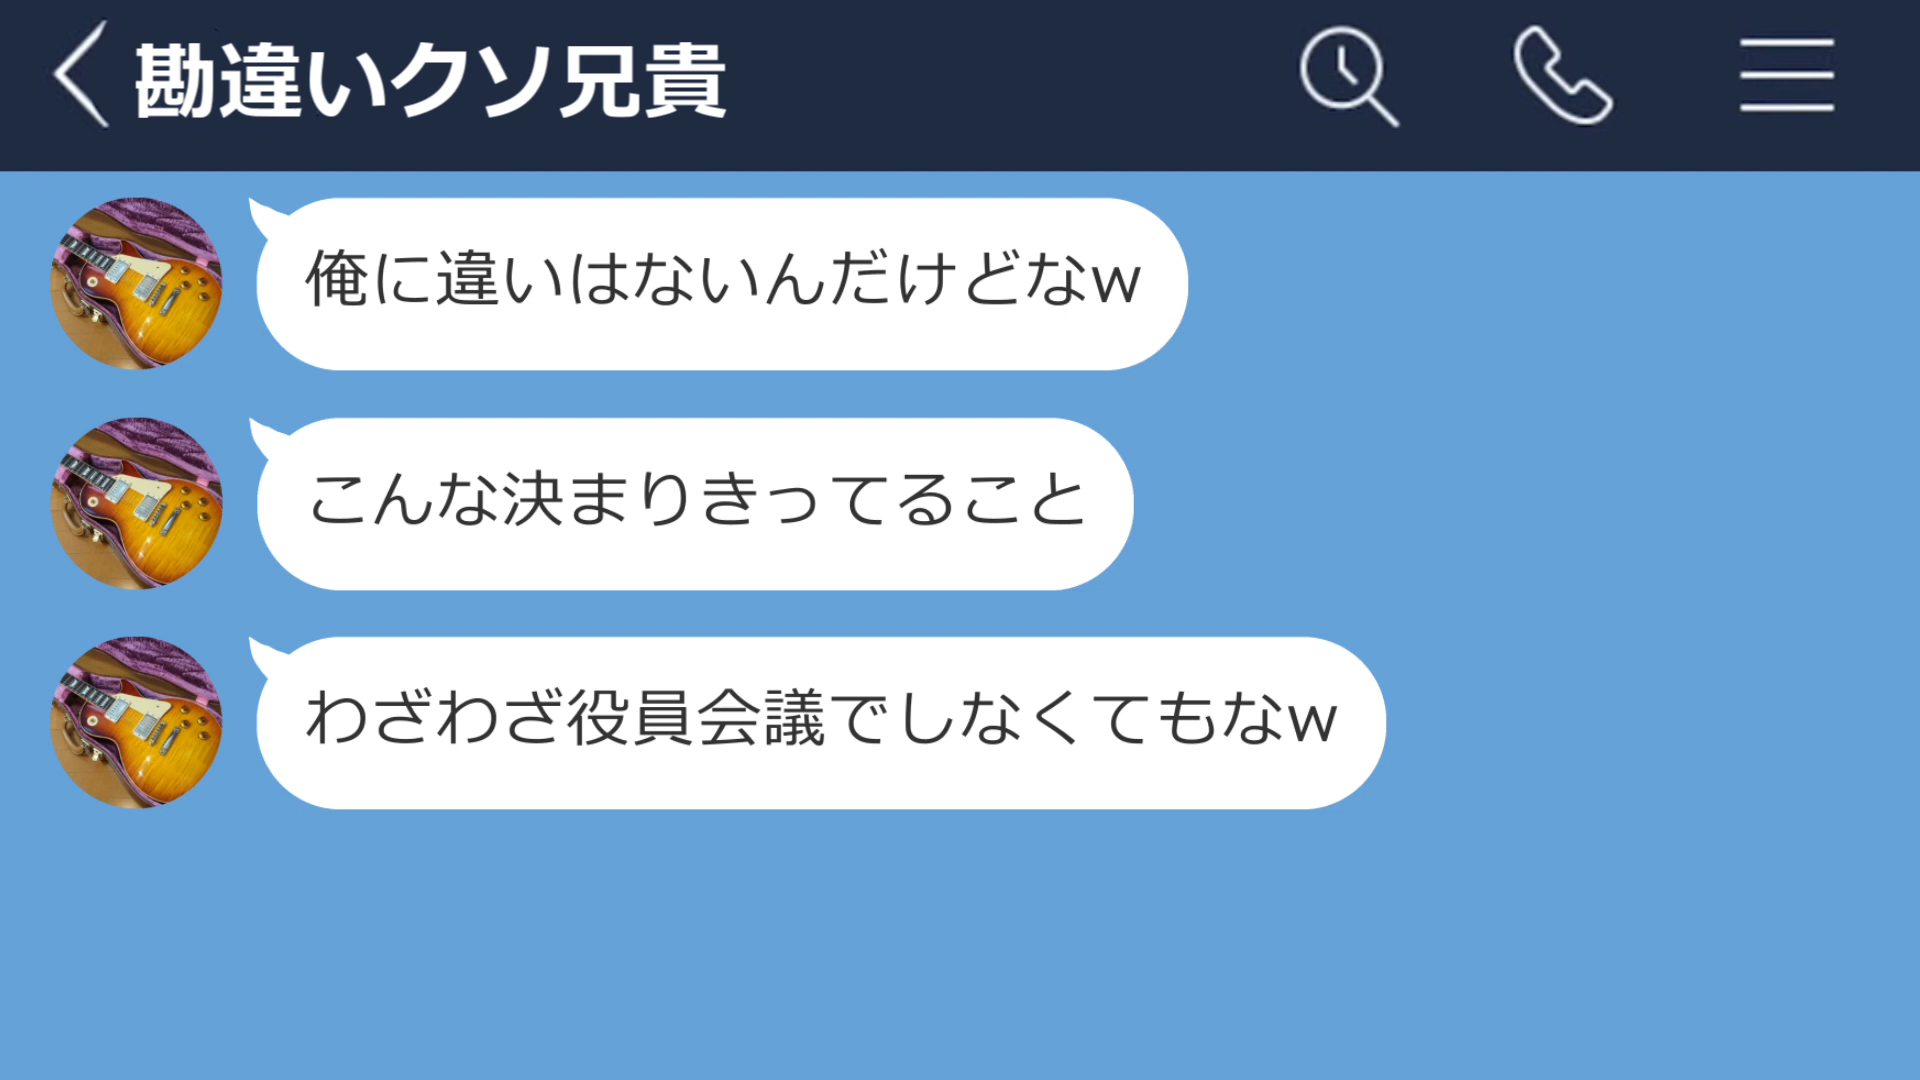 勘違いクソ兄貴
俺に違いはないんだけどなw
こんな決まりきってること
わざわざ役員会議でしなくてもなw